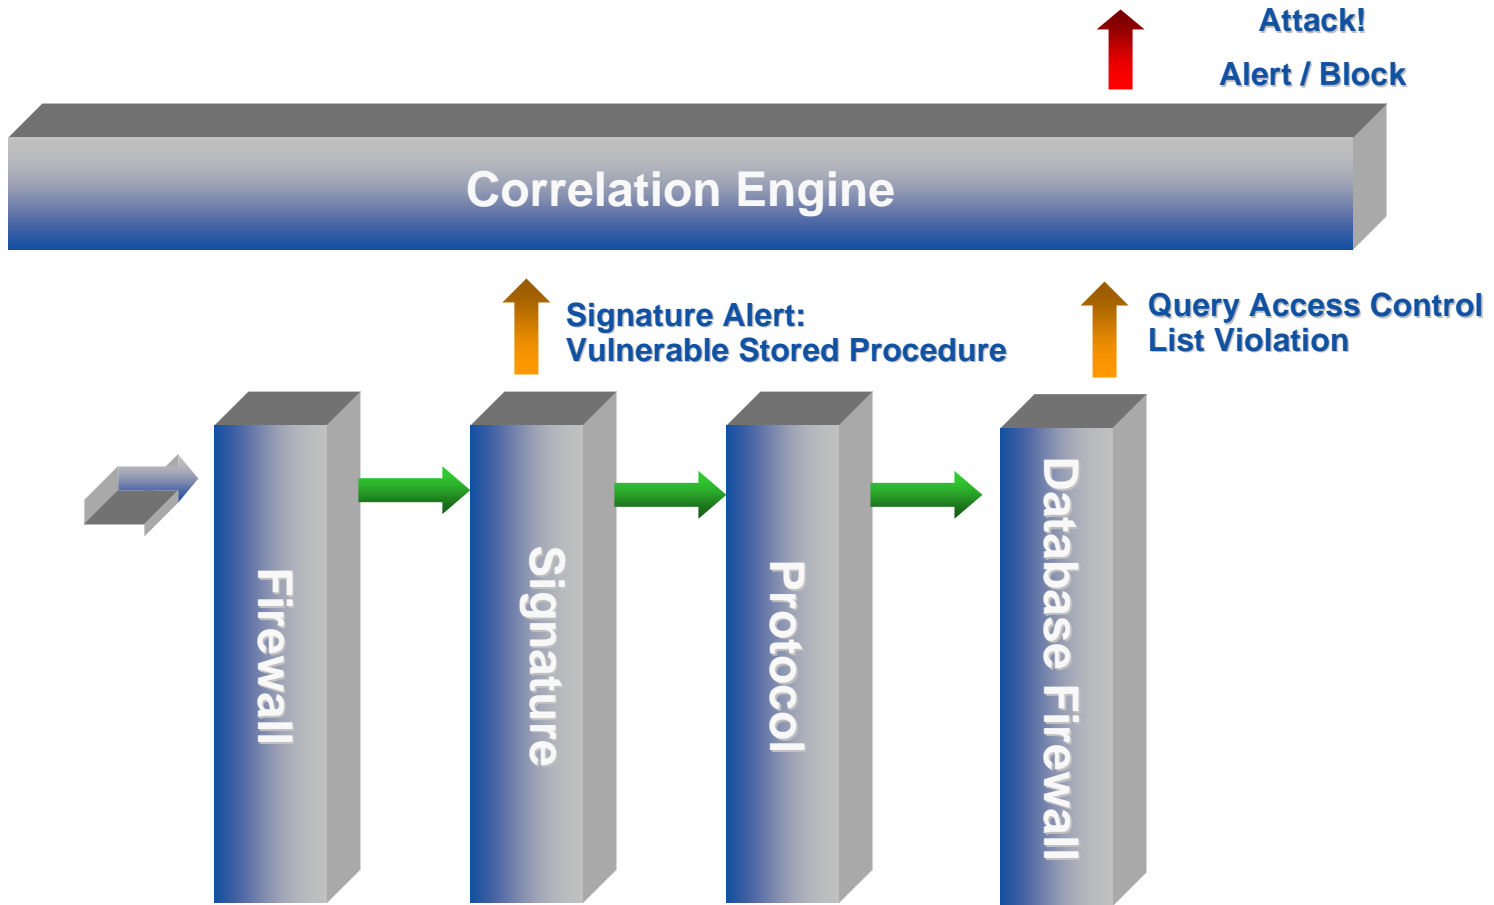 Attack!
Alert / Block
Correlation Engine
Signature Alert:
Vulnerable Stored Procedure
Query Access Control
List Violation
Firewall
Signature
Protocol
Database Firewall